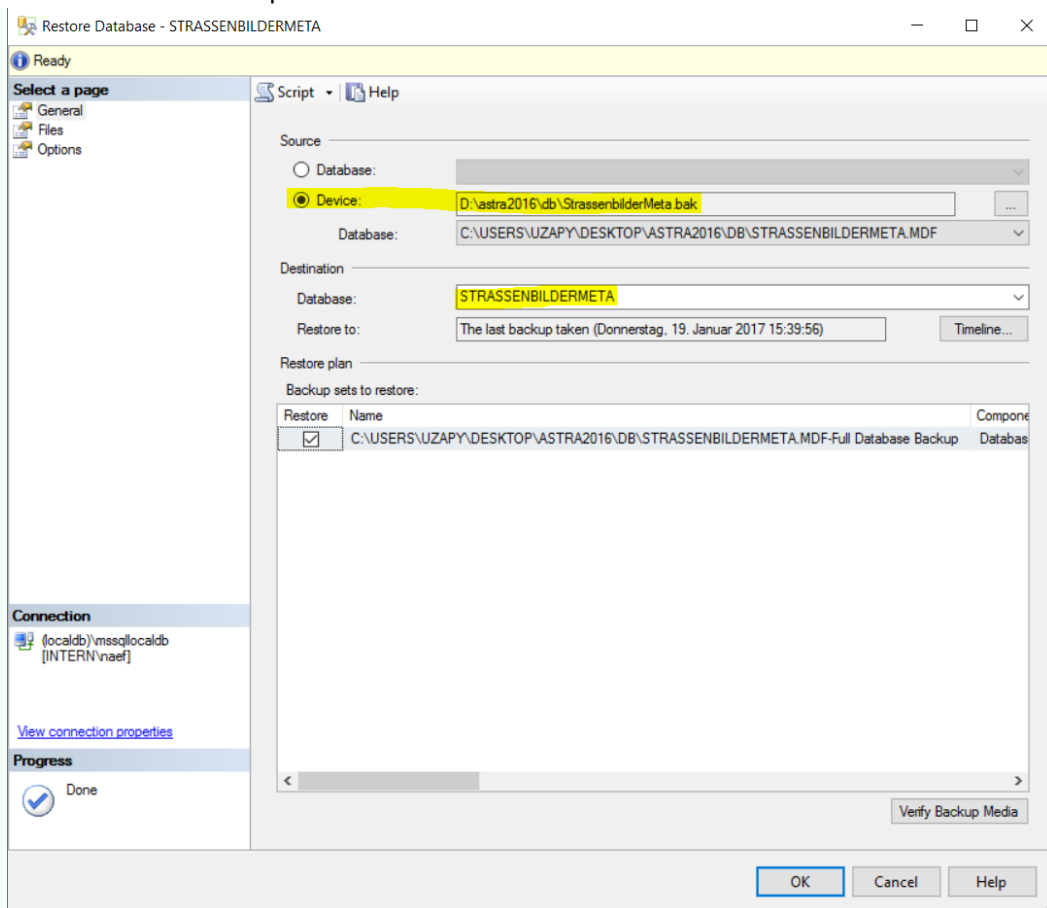 Restore Database - STRASSENBILDERMETA
Ready
Select a page
General
Files
Options
Script
Help
Source
Database:
Device:
D:\astra2016\db\StrassenbilderMeta.bak
...
Database:
C:\USERS\UZAPY\DESKTOP\ASTRA2016\DB\STRASSENBILDERMETA.MDF
Destination
Database:
STRASSENBILDERMETA
Restore to:
The last backup taken (Donnerstag, 19. Januar 2017 15:39:56)
Timeline...
Restore plan
Backup sets to restore:
Restore Name Compone
C:\USERS\UZAPY\DESKTOP\ASTRA2016\DB\STRASSENBILDERMETA.MDF-Full Database Backup Databas
Connection
(localdb)\mssqllocaldb
[INTERN\naef]
View connection properties
Progress
Done
Verify Backup Media
OK Cancel Help